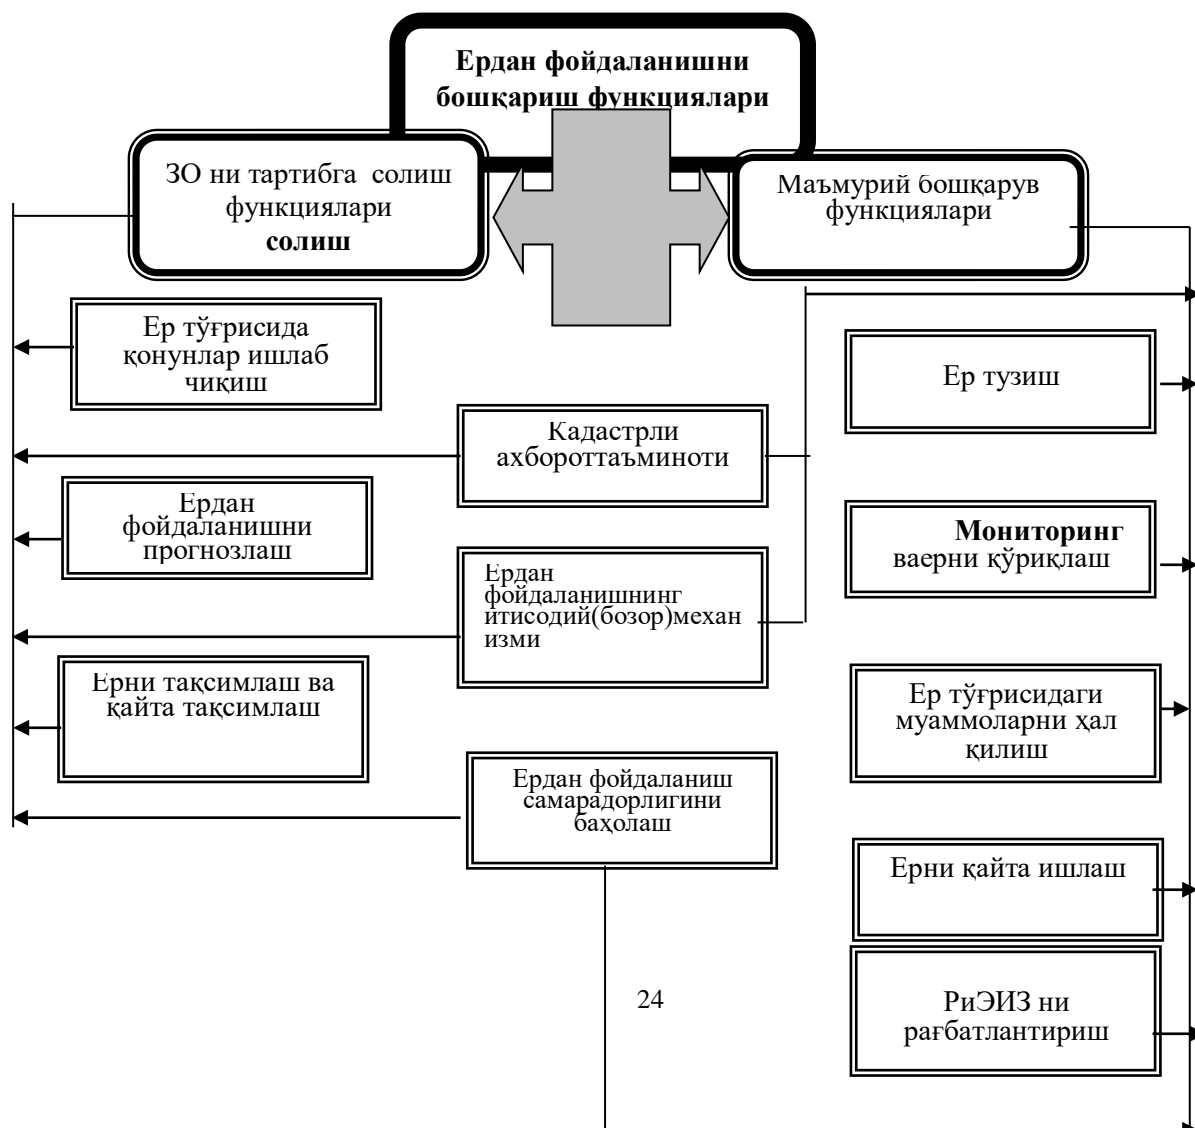 Ердан фойдаланишни
бошқариш функциялари
ЗО ни тартибга солиш
функциялари
солиш
Маъмурий бошқарув
функциялари
Ер тўғрисида
қонунлар ишлаб
чиқиш
Ер тузиш
Кадастрли
ахбороттаъминоти
Ердан
фойдаланишни
прогнозлаш
Мониторинг
ваерни қўриқлаш
Ердан
фойдаланишнинг
итисодий(бозор)механ
изми
Ерни тақсимлаш ва
қайта тақсимлаш
Ер тўғрисидаги
муаммоларни ҳал
қилиш
Ердан фойдаланиш
самарадорлигини
баҳолаш
Ерни қайта ишлаш
24
РиЭИЗ ни
рағбатлантириш